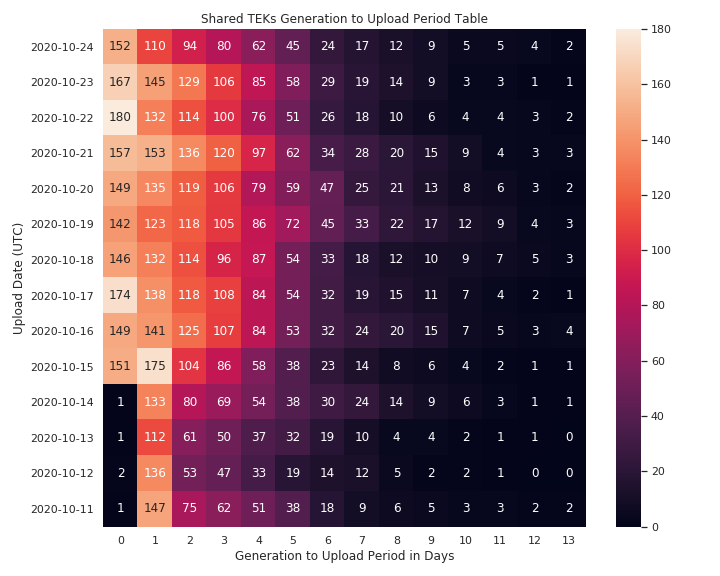 Shared TEKs Generation to Upload Period Table
Upload Date (UTC)
2020-10-24 152 110 94 80 62 45 24 17 12 9 5 5 4 2
2020-10-23 167 145 129 106 85 58 29 19 14 9 3 3 1 1
2020-10-22 180 132 114 100 76 51 26 18 10 6 4 4 3 2
2020-10-21 157 153 136 120 97 62 34 28 20 15 9 4 3 3
2020-10-20 149 135 119 106 79 59 47 25 21 13 8 6 3 2
2020-10-19 142 123 118 105 86 72 45 33 22 17 12 9 4 3
2020-10-18 146 132 114 96 87 54 33 18 12 10 9 7 5 3
2020-10-17 174 138 118 108 84 54 32 19 15 11 7 4 2 1
2020-10-16 149 141 125 107 84 53 32 24 20 15 7 5 3 4
2020-10-15 151 175 104 86 58 38 23 14 8 6 4 2 1 1
2020-10-14 1 133 80 69 54 38 30 24 14 9 6 3 1 1
2020-10-13 1 112 61 50 37 32 19 10 4 4 2 1 1 0
2020-10-12 2 136 53 47 33 19 14 12 5 2 2 1 0 0
2020-10-11 1 147 75 62 51 38 18 9 6 5 3 3 2 2
0 1 2 3 4 5 6 7 8 9 10 11 12 13
Generation to Upload Period in Days
180
160
140
120
100
80
60
40
20
0